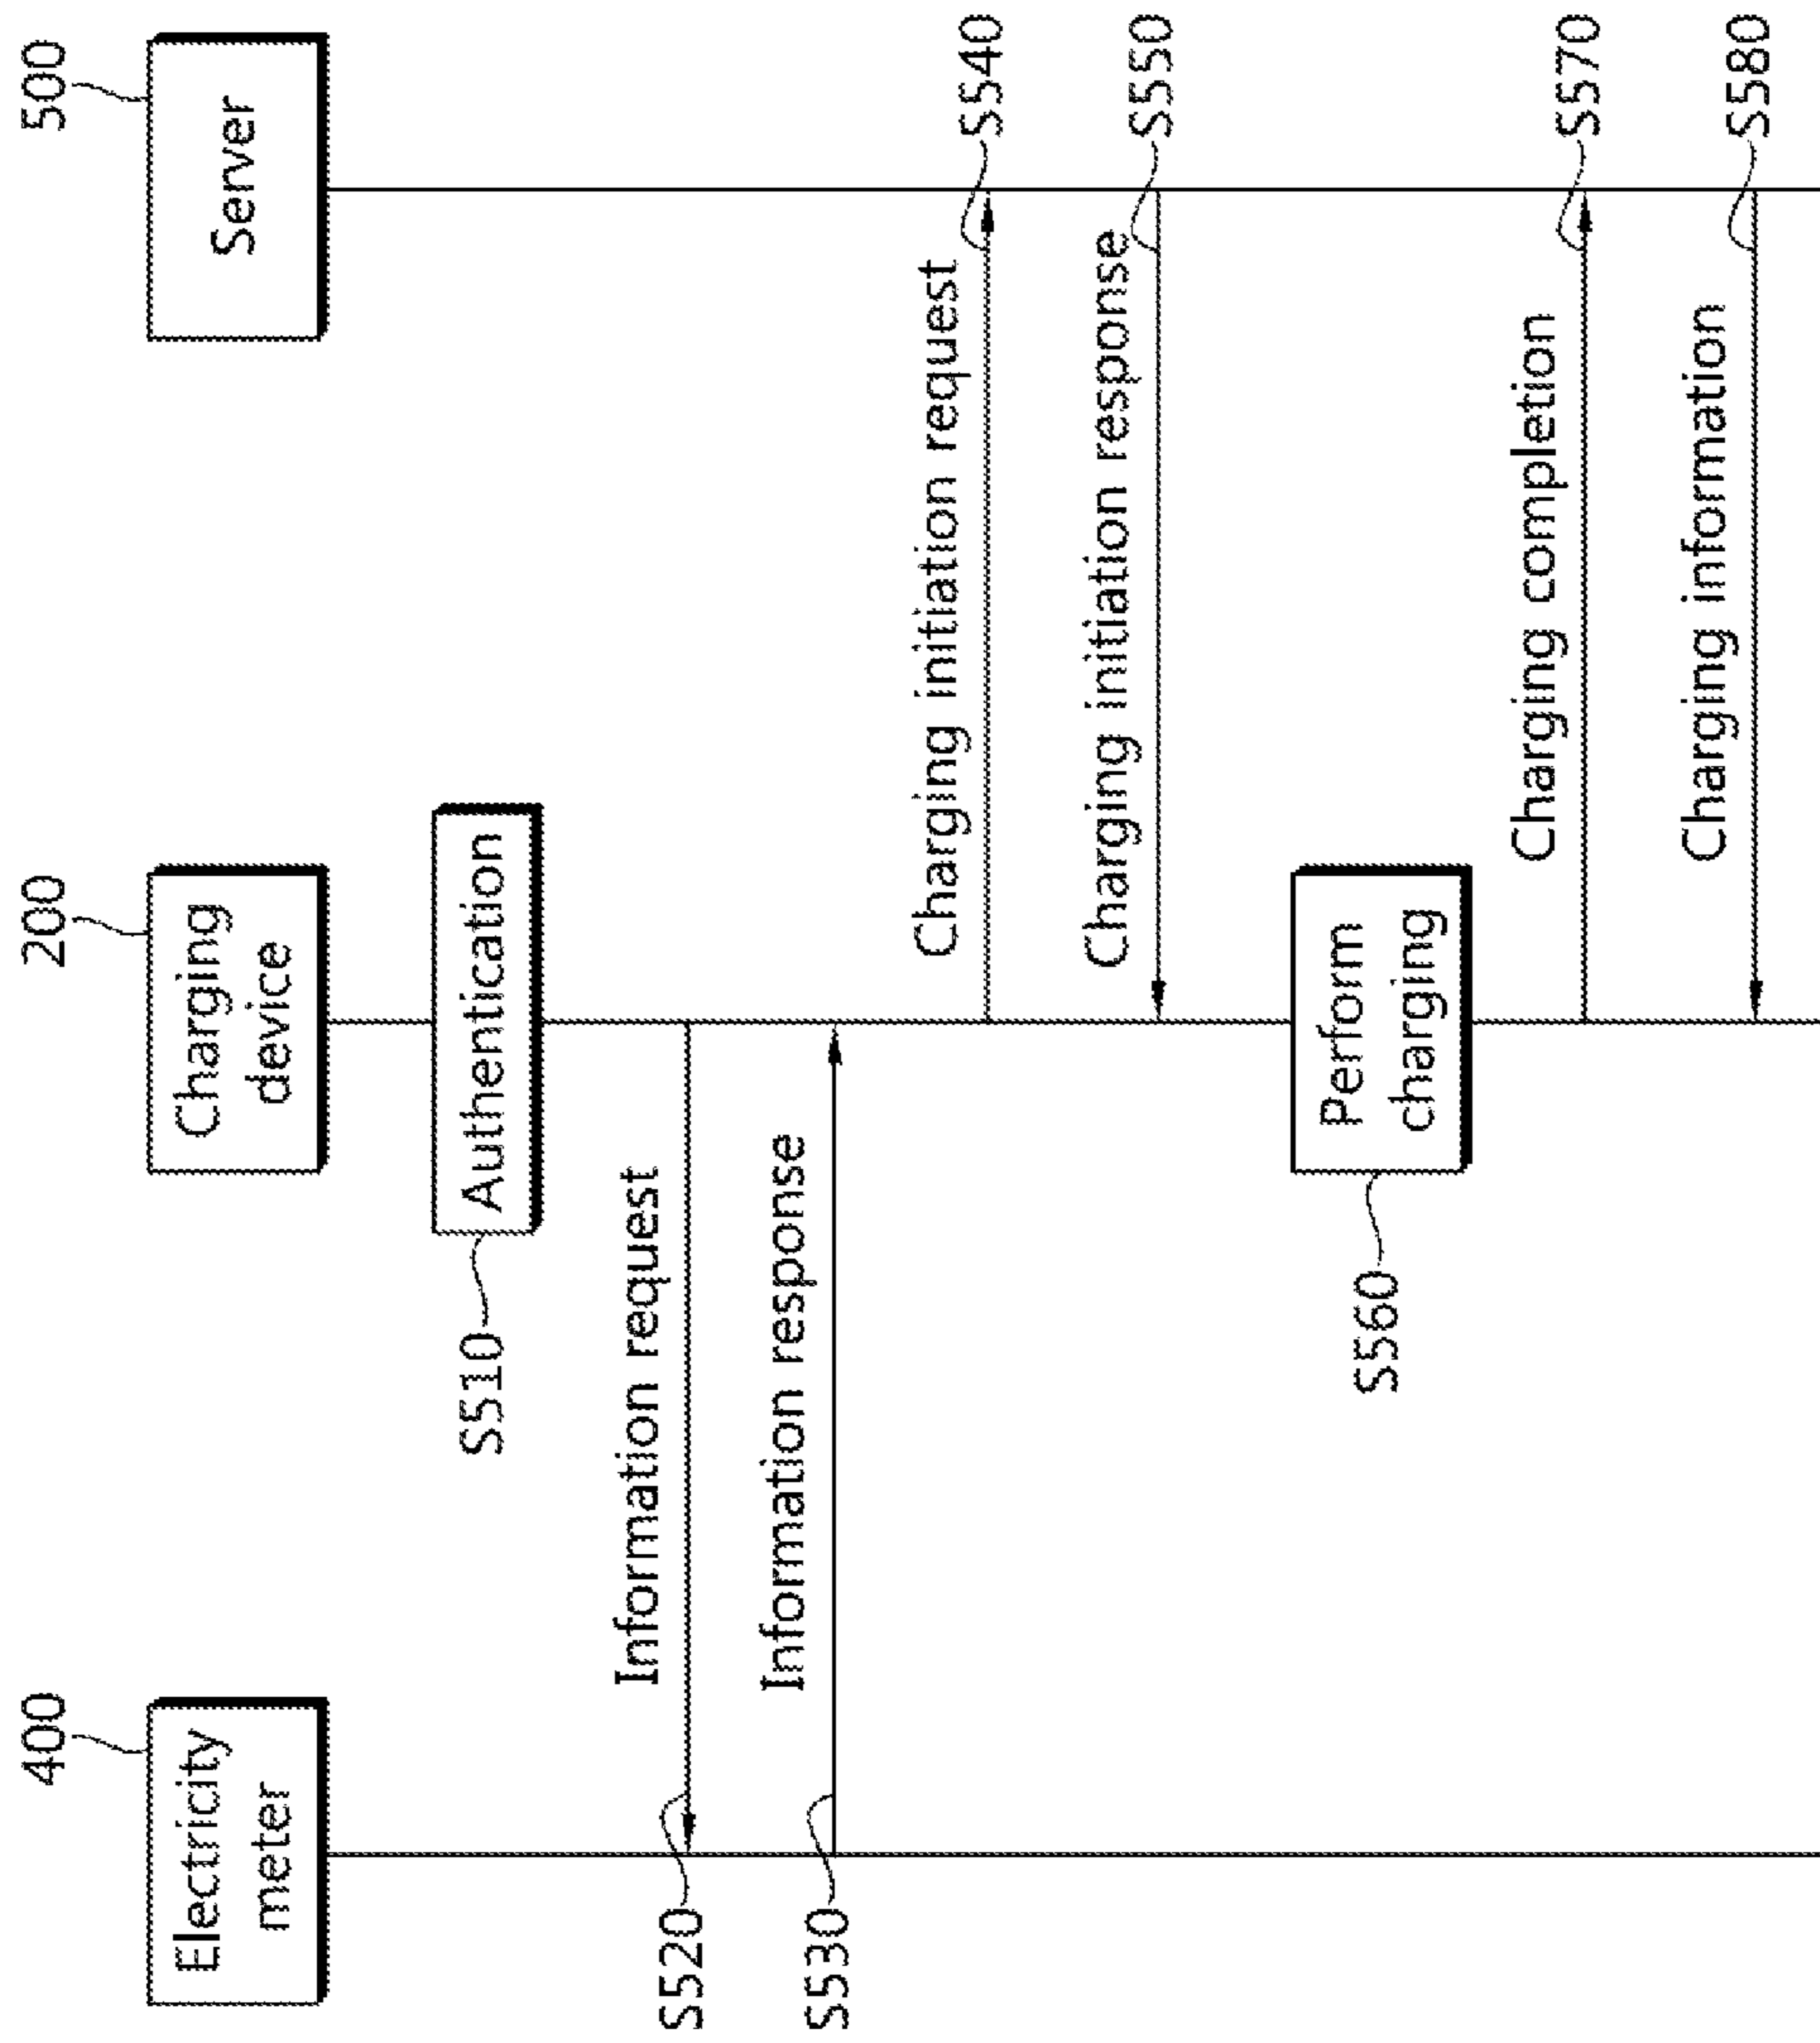 400
200
500
Electricity
meter
Charging
device
Server
Authentication
S510
Information request
S520
Information response
S530
Charging initiation request
S540
Charging initiation response
S550
Perform
charging
S560
Charging completion
S570
Charging information
S580